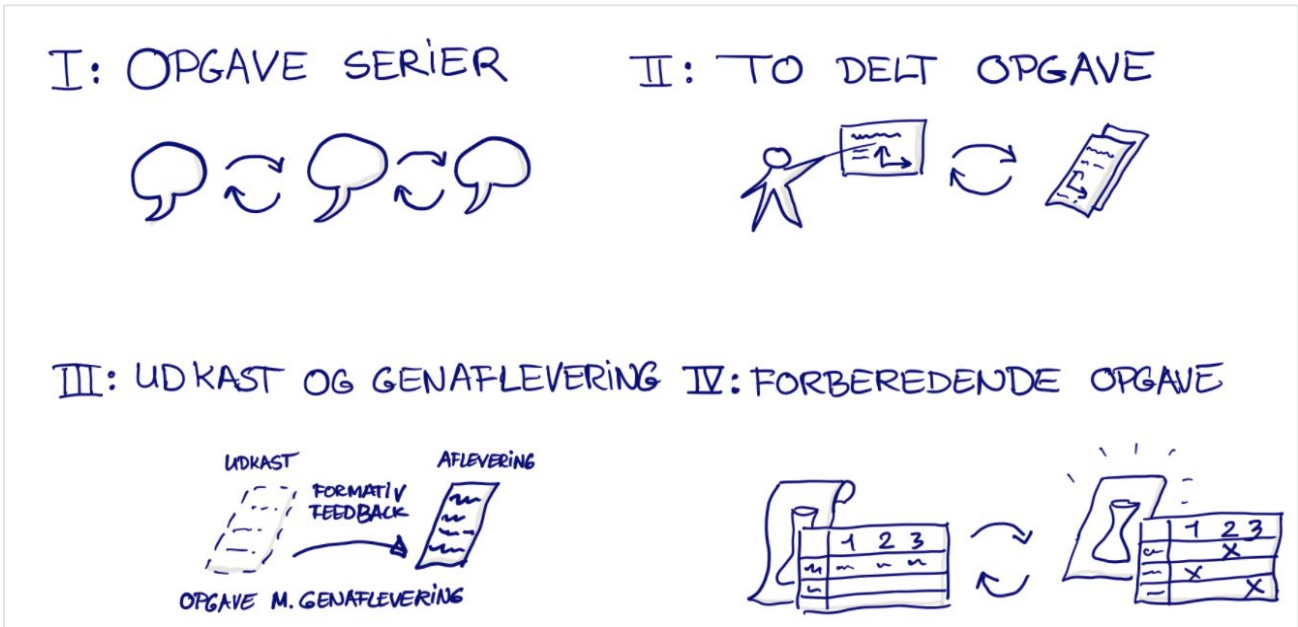 I: OPGAVE SERiER
II: TO DELT OPGAVE
III: UDKAST OG GENAFLEVERiNG
UDKAST
AFLEVERiNG
FORMATiV
FEEDBACK
OPGAVE M. GENAFLEVERiNG
IV: FORBEREDENDE OPGAVE
1 2 3
1 2 3
X
X
X